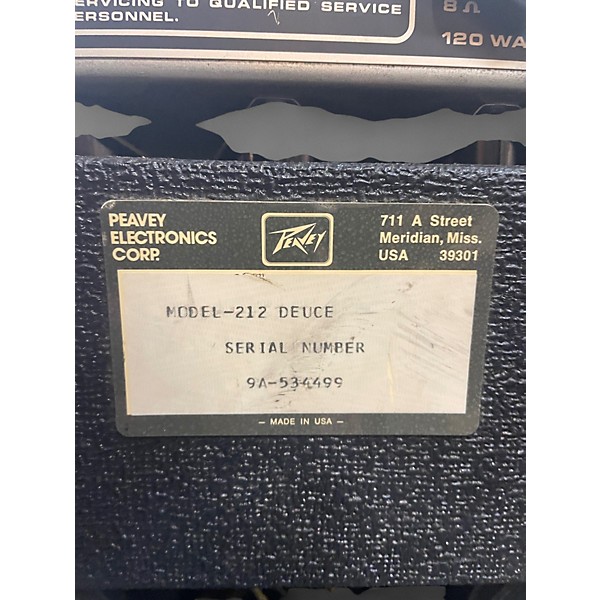 SERVICING TO QUALIFIED SERVICE
PERSONNEL.
8 Ω
120 WA
PEAVEY
ELECTRONICS
CORP.
PEAVEY
711 A Street
Meridian, Miss.
USA 39301
MODEL-212 DEUCE
SERIAL NUMBER
9A-534499
— MADE IN USA —